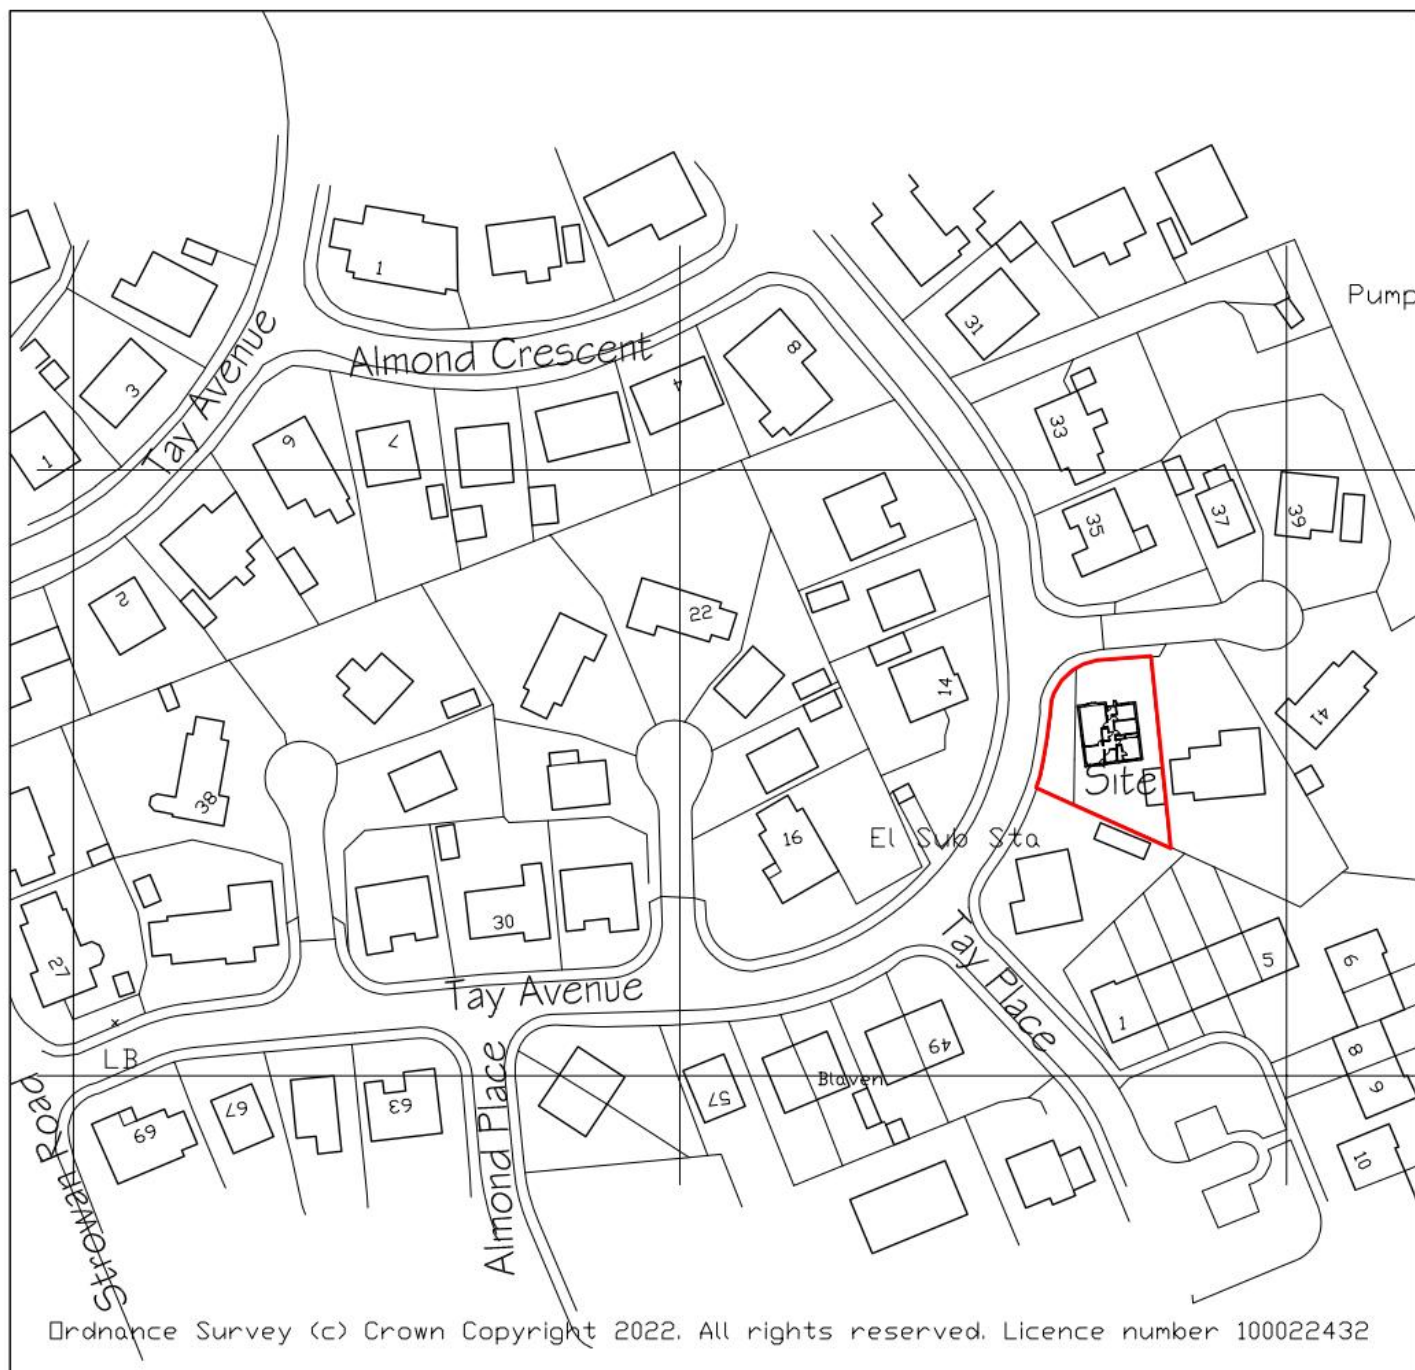 Pump
1
31
Almond Crescent
Tay Avenue
8
3
4
33
9
7
1
35
37
39
2
22
14
41
Site
38
16
El Sub Sta
30
27
5
6
Tay Place
Tay Avenue
1
49
8
LB
Blaven
57
9
67
63
69
10
Almond Place
Strowan Road
Ordnance Survey (c) Crown Copyright 2022. All rights reserved. Licence number 100022432